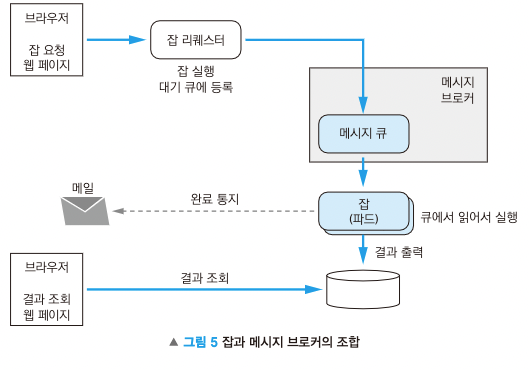 브라우저
잡 요청
웹 페이지
잡 리퀘스터
잡 실행
대기 큐에 등록
메시지
브로커
메시지 큐
메일
완료 통지
잡
(파드)
큐에서 읽어서 실행
결과 출력
브라우저
결과 조회
웹 페이지
결과 조회
▲ 그림 5 잡과 메시지 브로커의 조합